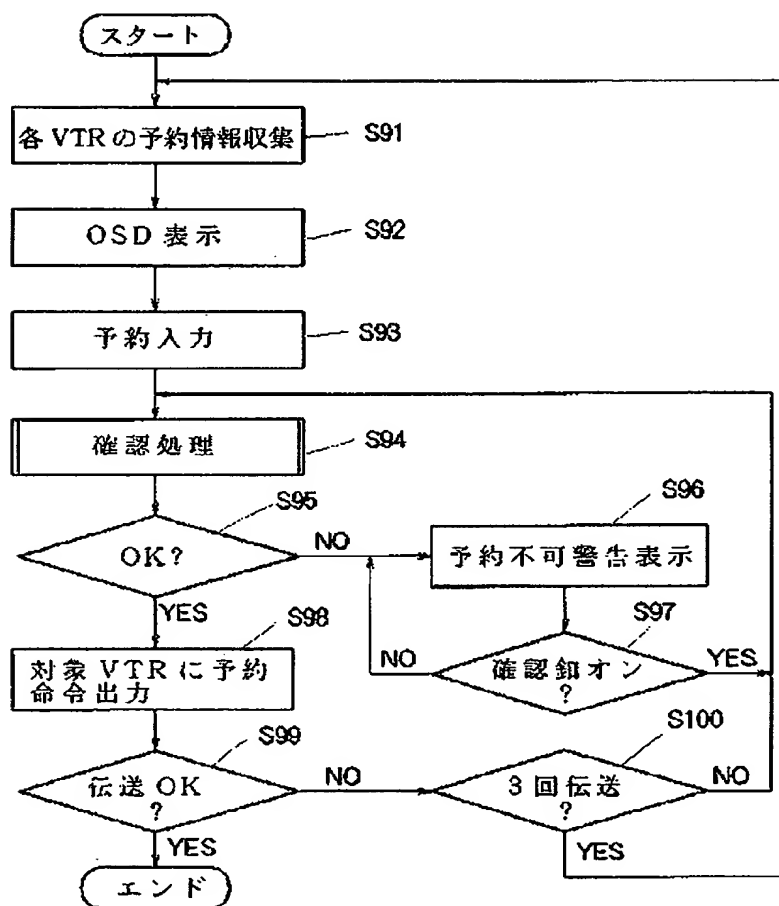 スタート
各VTRの予約情報収集
S91
OSD表示
S92
予約入力
S93
確認処理
S94
S95
OK?
NO
YES
S96
予約不可警告表示
S97
確認釦オン
?
NO
YES
S98
対象VTRに予約
命令出力
S99
伝送OK
?
NO
YES
S100
3回伝送
?
NO
YES
エンド